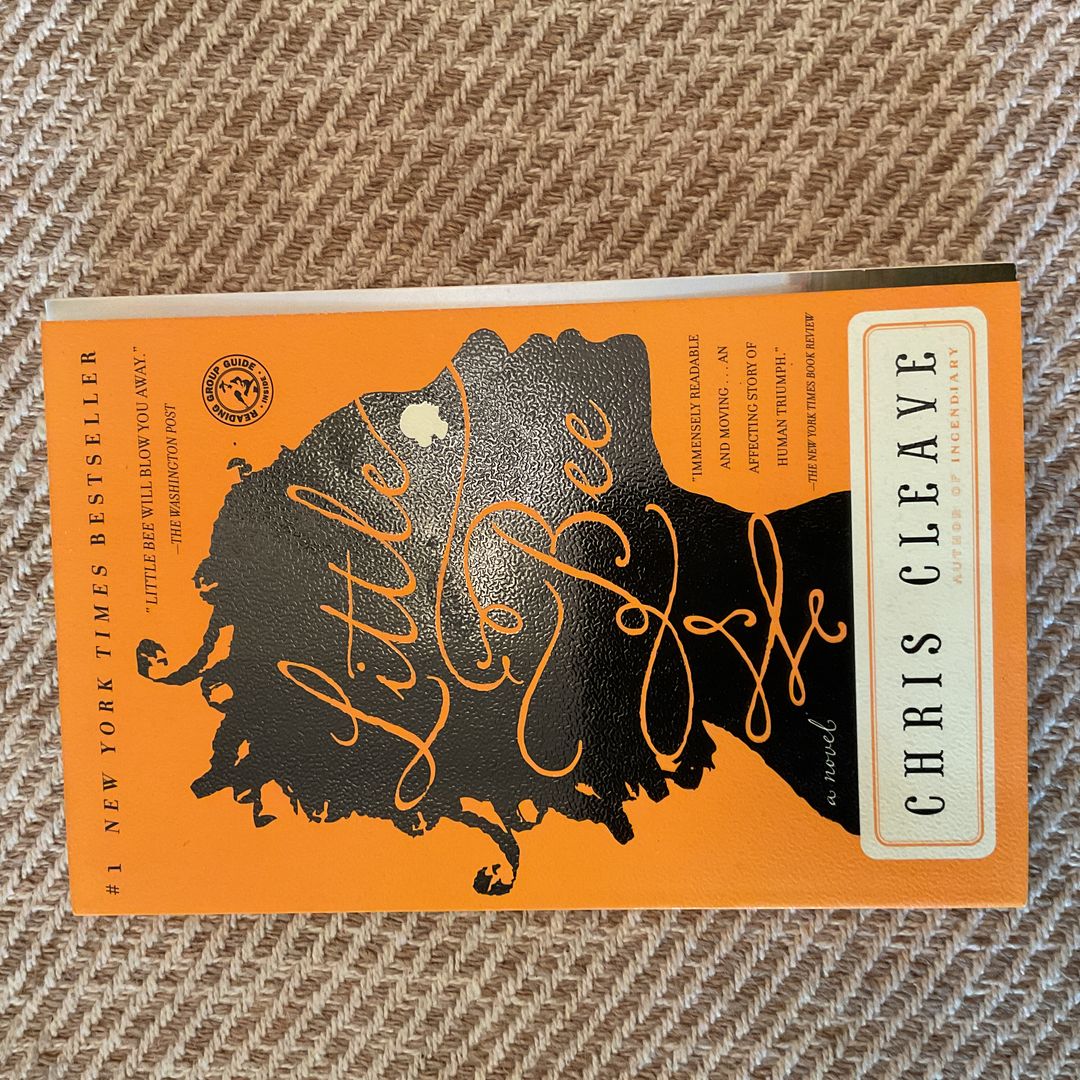 #1 NEW YORK TIMES BESTSELLER
"LITTLE BEE WILL BLOW YOU AWAY."
—THE WASHINGTON POST
READING GROUP GUIDE · INSIDE ·
Little
Bee
"IMMENSELY READABLE
AND MOVING . . . AN
AFFECTING STORY OF
HUMAN TRIUMPH."
—THE NEW YORK TIMES BOOK REVIEW
a novel
CHRIS CLEAVE
AUTHOR OF INCENDIARY